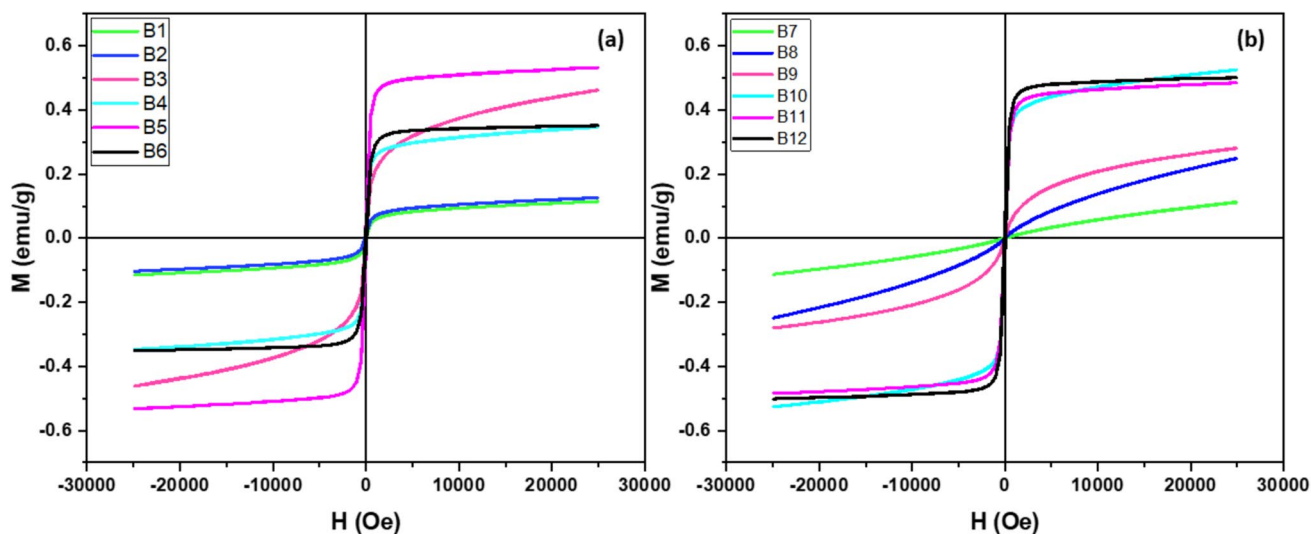 (a)
B1
B2
B3
B4
B5
B6
M (emu/g)
0.6
0.4
0.2
0.0
-0.2
-0.4
-0.6
-30000 -20000 -10000 0 10000 20000 30000
H (Oe)
(b)
B7
B8
B9
B10
B11
B12
M (emu/g)
0.6
0.4
0.2
0.0
-0.2
-0.4
-0.6
-30000 -20000 -10000 0 10000 20000 30000
H (Oe)